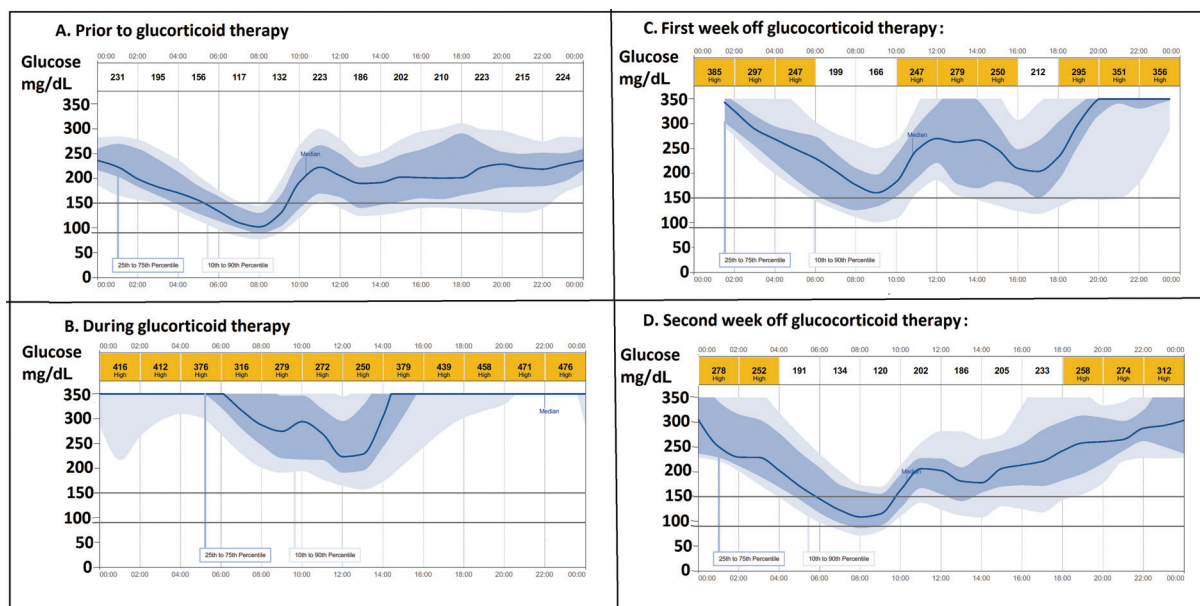 A. Prior to glucorticoid therapy
00:00 02:00 04:00 06:00 08:00 10:00 12:00 14:00 16:00 18:00 20:00 22:00 00:00
Glucose
mg/dL
231 195 156 117 132 223 186 202 210 223 215 224
350
300
250
200
150
100
50
0
Median
25th to 75th Percentile
10th to 90th Percentile
00:00 02:00 04:00 06:00 08:00 10:00 12:00 14:00 16:00 18:00 20:00 22:00 00:00
B. During glucorticoid therapy
00:00 02:00 04:00 06:00 08:00 10:00 12:00 14:00 16:00 18:00 20:00 22:00 00:00
Glucose
mg/dL
416 412 376 316 279 272 250 379 439 458 471 476
High High High High High High High High High High High High
350
300
250
200
150
100
50
0
Median
25th to 75th Percentile
10th to 90th Percentile
00:00 02:00 04:00 06:00 08:00 10:00 12:00 14:00 16:00 18:00 20:00 22:00 00:00
C. First week off glucocorticoid therapy:
00:00 02:00 04:00 06:00 08:00 10:00 12:00 14:00 16:00 18:00 20:00 22:00 00:00
Glucose
mg/dL
385 297 247 199 166 247 279 250 212 295 351 356
High High High High High High High High High
350
300
250
200
150
100
50
0
Median
25th to 75th Percentile
10th to 90th Percentile
00:00 02:00 04:00 06:00 08:00 10:00 12:00 14:00 16:00 18:00 20:00 22:00 00:00
D. Second week off glucocorticoid therapy:
00:00 02:00 04:00 06:00 08:00 10:00 12:00 14:00 16:00 18:00 20:00 22:00 00:00
Glucose
mg/dL
278 252 191 134 120 202 186 205 233 258 274 312
High High High High High
350
300
250
200
150
100
50
0
Median
25th to 75th Percentile
10th to 90th Percentile
00:00 02:00 04:00 06:00 08:00 10:00 12:00 14:00 16:00 18:00 20:00 22:00 00:00